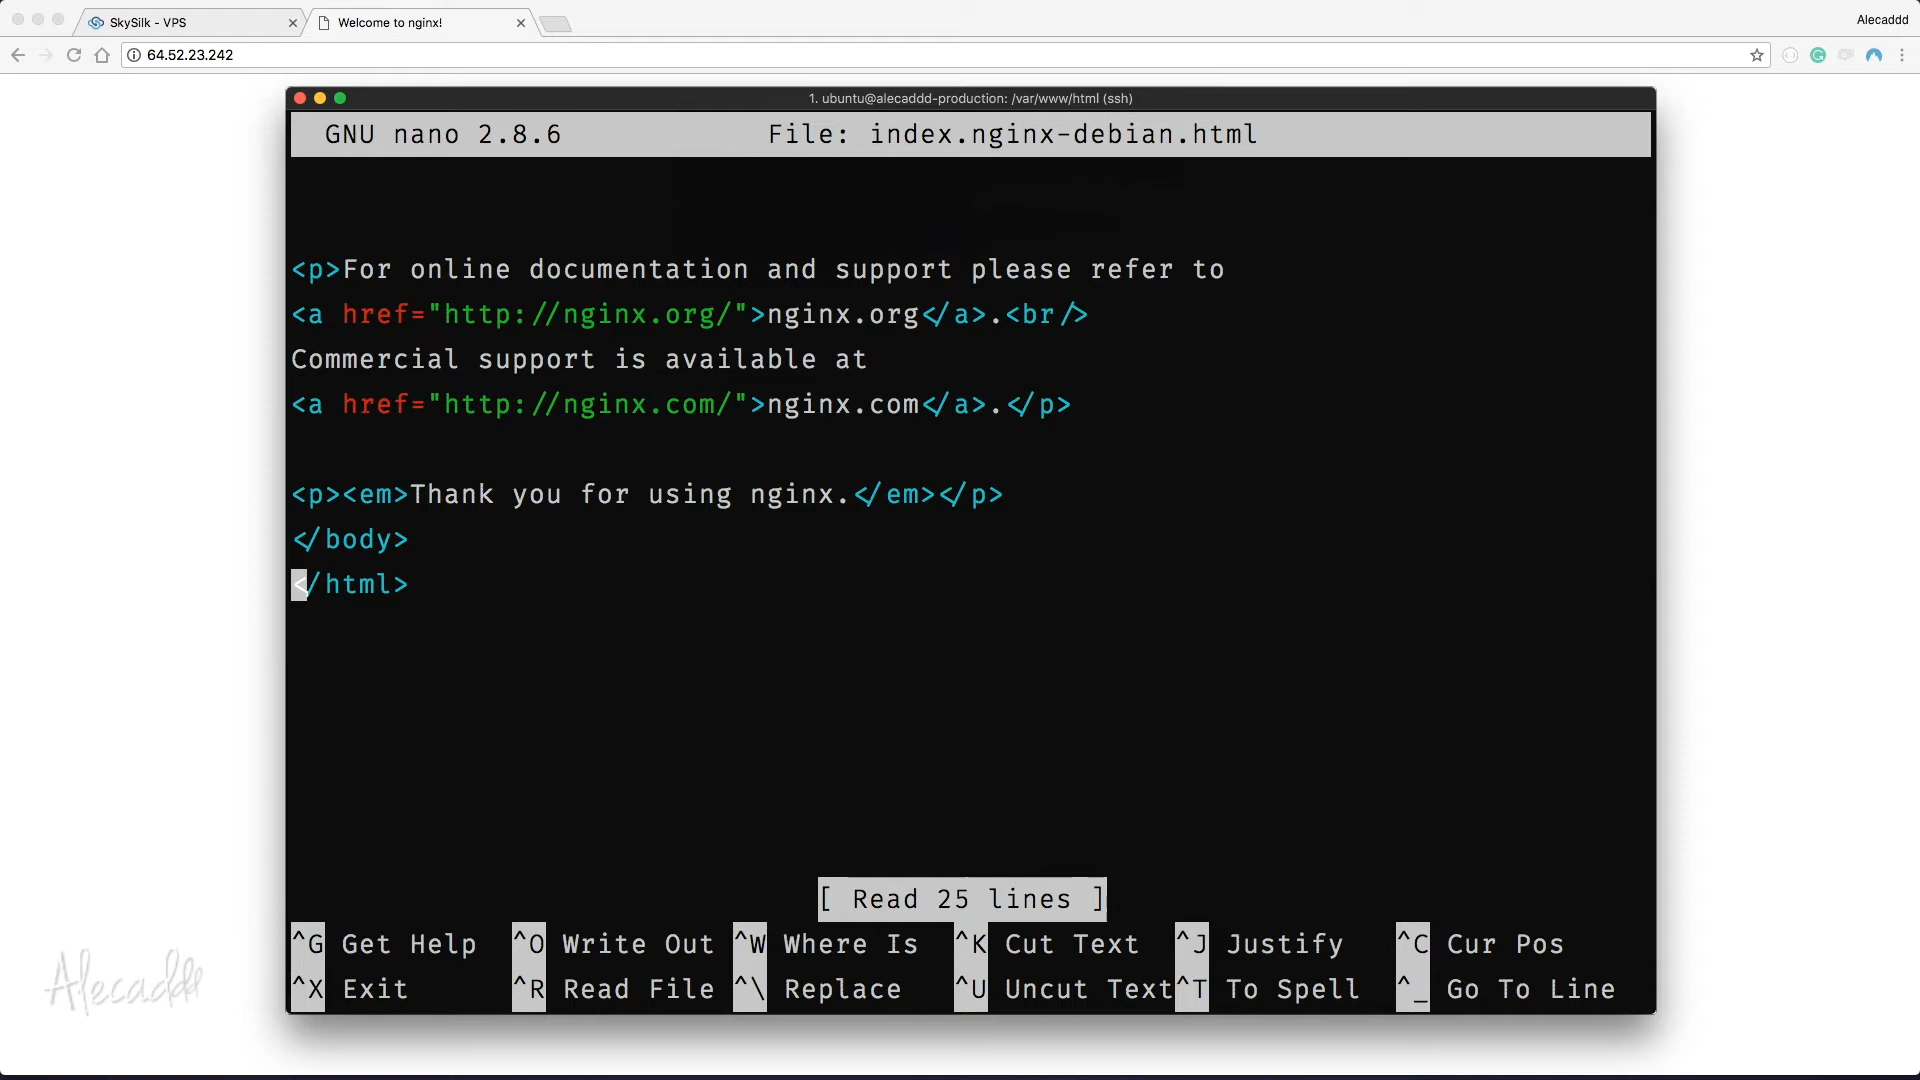 SkySilk - VPS
Welcome to nginx!
Alecaddd
64.52.23.242
1. ubuntu@alecaddd-production: /var/www/html (ssh)
GNU nano 2.8.6 File: index.nginx-debian.html
<p>For online documentation and support please refer to
<a href="http://nginx.org/">nginx.org</a>.<br/>
Commercial support is available at
<a href="http://nginx.com/">nginx.com</a>.</p>
<p><em>Thank you for using nginx.</em></p>
</body>
</html>
[ Read 25 lines ]
^G Get Help ^O Write Out ^W Where Is ^K Cut Text ^J Justify ^C Cur Pos
^X Exit ^R Read File ^\ Replace ^U Uncut Text ^T To Spell ^_ Go To Line
Alecaddd